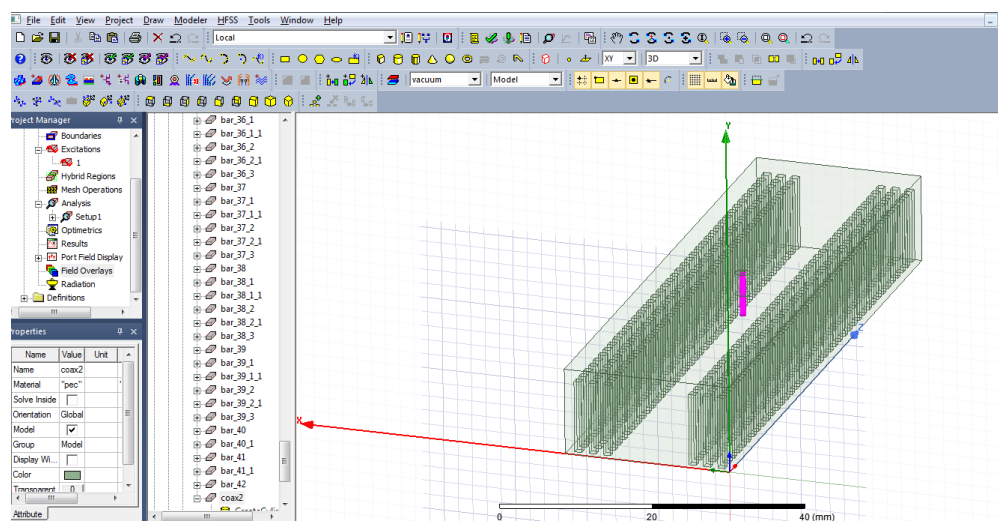 File Edit View Project Draw Modeler HFSS Tools Window Help
Local
XY 3D
vacuum Model
roject Manager
Boundaries
Excitations
1
Hybrid Regions
Mesh Operations
Analysis
Setup1
Optimetrics
Results
Port Field Display
Field Overlays
Radiation
Definitions
roperties
Name Value Unit
Name coax2
Material "pec"
Solve Inside
Orientation Global
Model
Group Model
Display Wi...
Color
Transparent 0
Attribute
bar_36_1
bar_36_1_1
bar_36_2
bar_36_2_1
bar_36_3
bar_37
bar_37_1
bar_37_1_1
bar_37_2
bar_37_2_1
bar_37_3
bar_38
bar_38_1
bar_38_1_1
bar_38_2
bar_38_2_1
bar_38_3
bar_39
bar_39_1
bar_39_1_1
bar_39_2
bar_39_2_1
bar_39_3
bar_40
bar_40_1
bar_41
bar_41_1
bar_42
coax2
Y
Z
X
0 20 40 (mm)